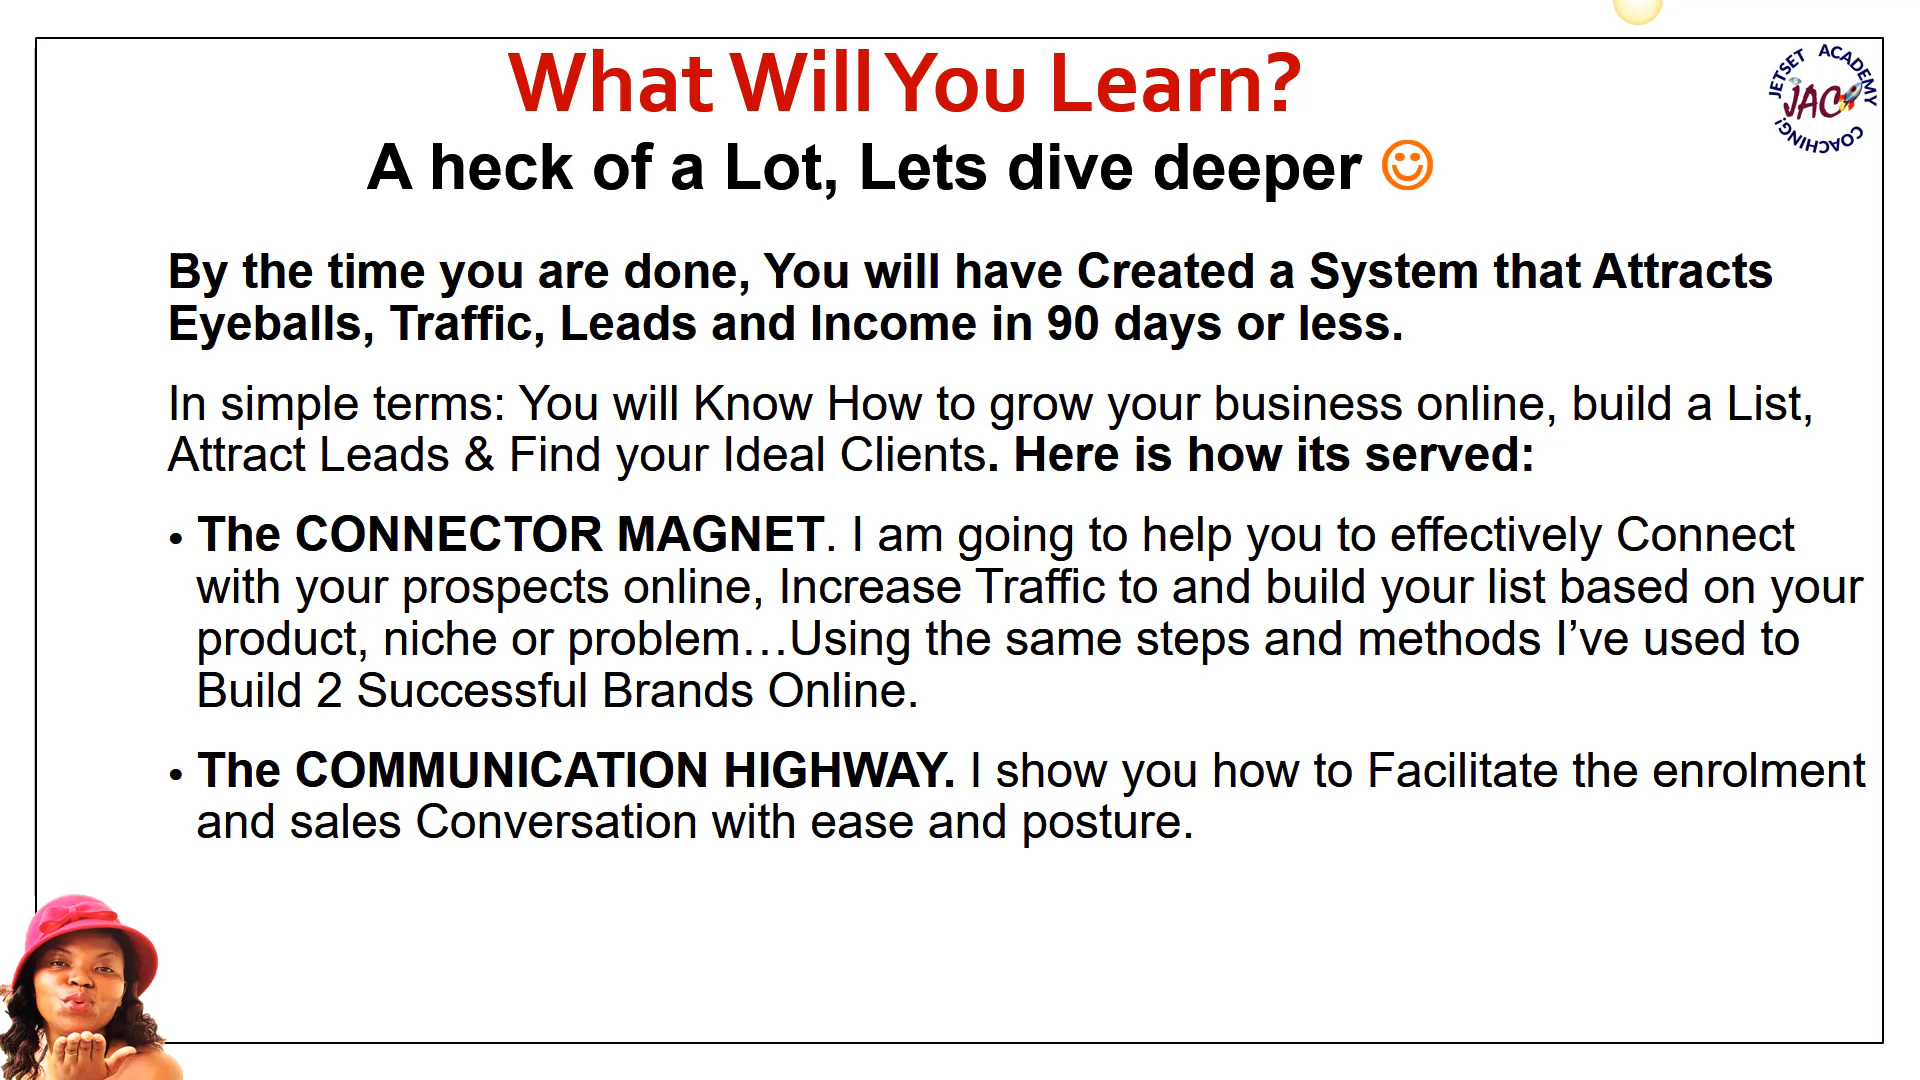 What Will You Learn?
A heck of a Lot, Lets dive deeper
JETSET ACADEMY
JAC
COACHING!
By the time you are done, You will have Created a System that Attracts
Eyeballs, Traffic, Leads and Income in 90 days or less.
In simple terms: You will Know How to grow your business online, build a List,
Attract Leads & Find your Ideal Clients. Here is how its served:
• The CONNECTOR MAGNET. I am going to help you to effectively Connect
with your prospects online, Increase Traffic to and build your list based on your
product, niche or problem…Using the same steps and methods I’ve used to
Build 2 Successful Brands Online.
• The COMMUNICATION HIGHWAY. I show you how to Facilitate the enrolment
and sales Conversation with ease and posture.